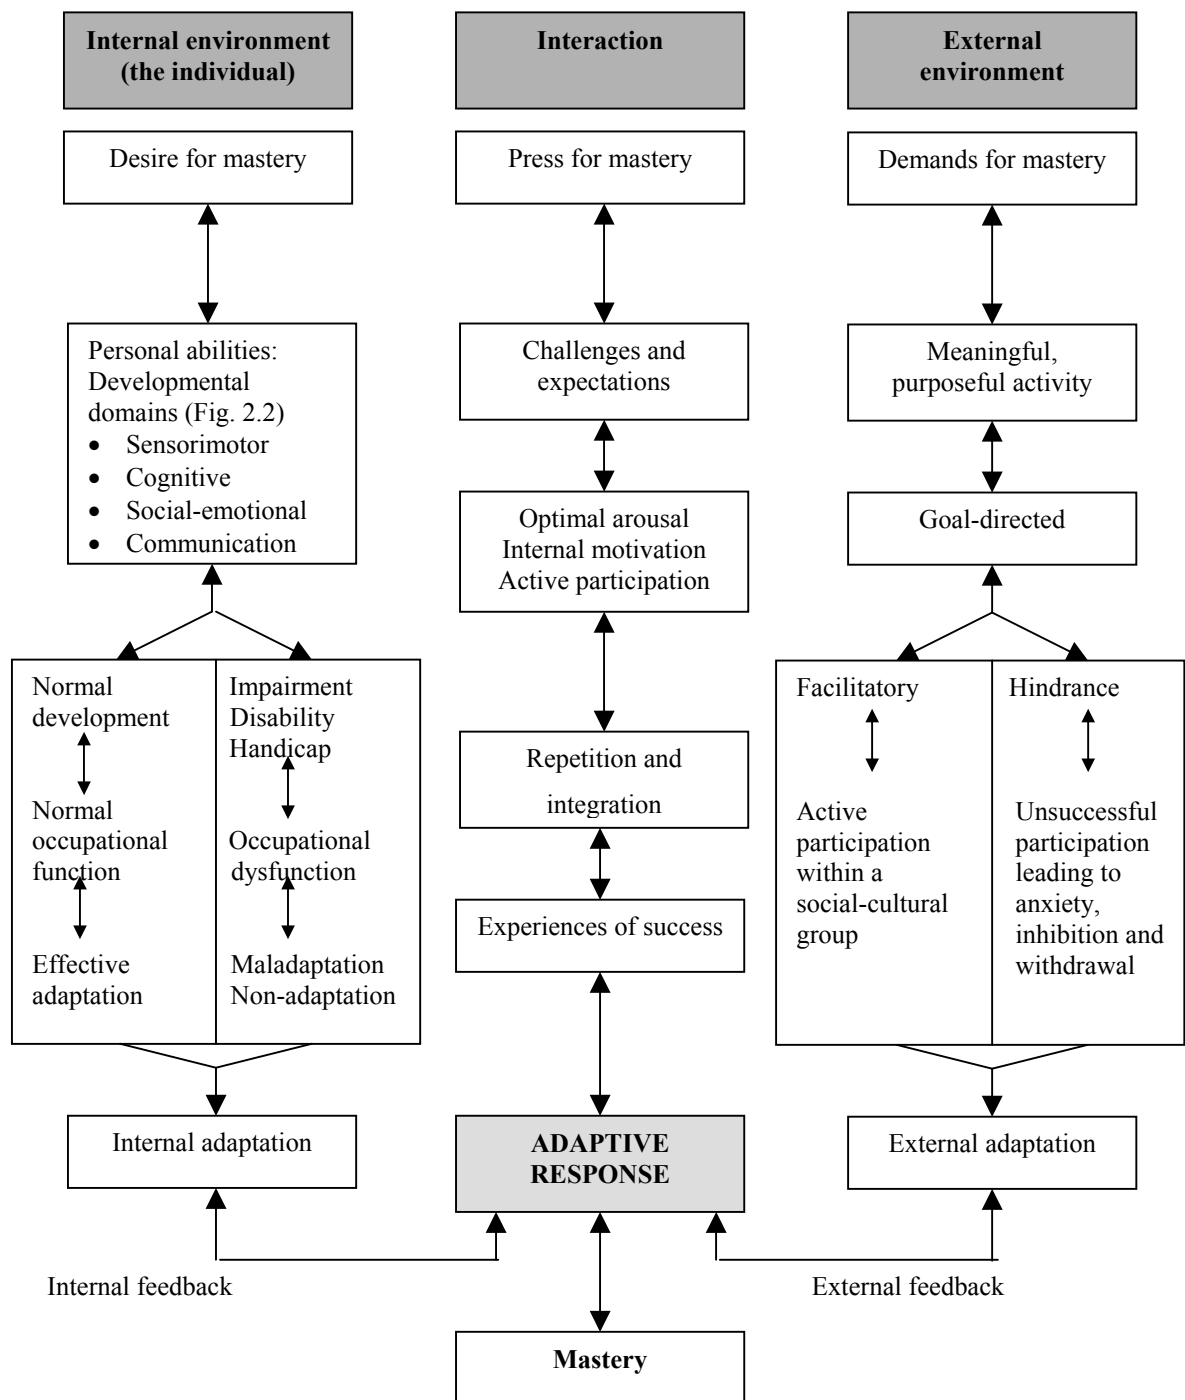 Internal environment
(the individual)
Interaction
External
environment
Desire for mastery
Press for mastery
Demands for mastery
Personal abilities:
Developmental
domains (Fig. 2.2)
• Sensorimotor
• Cognitive
• Social-emotional
• Communication
Challenges and
expectations
Meaningful,
purposeful activity
Optimal arousal
Internal motivation
Active participation
Goal-directed
Normal
development
Normal
occupational
function
Effective
adaptation
Impairment
Disability
Handicap
Occupational
dysfunction
Maladaptation
Non-adaptation
Repetition and
integration
Experiences of success
Facilitatory
Active
participation
within a
social-cultural
group
Hindrance
Unsuccessful
participation
leading to
anxiety,
inhibition and
withdrawal
Internal adaptation
ADAPTIVE
RESPONSE
External adaptation
Internal feedback
External feedback
Mastery